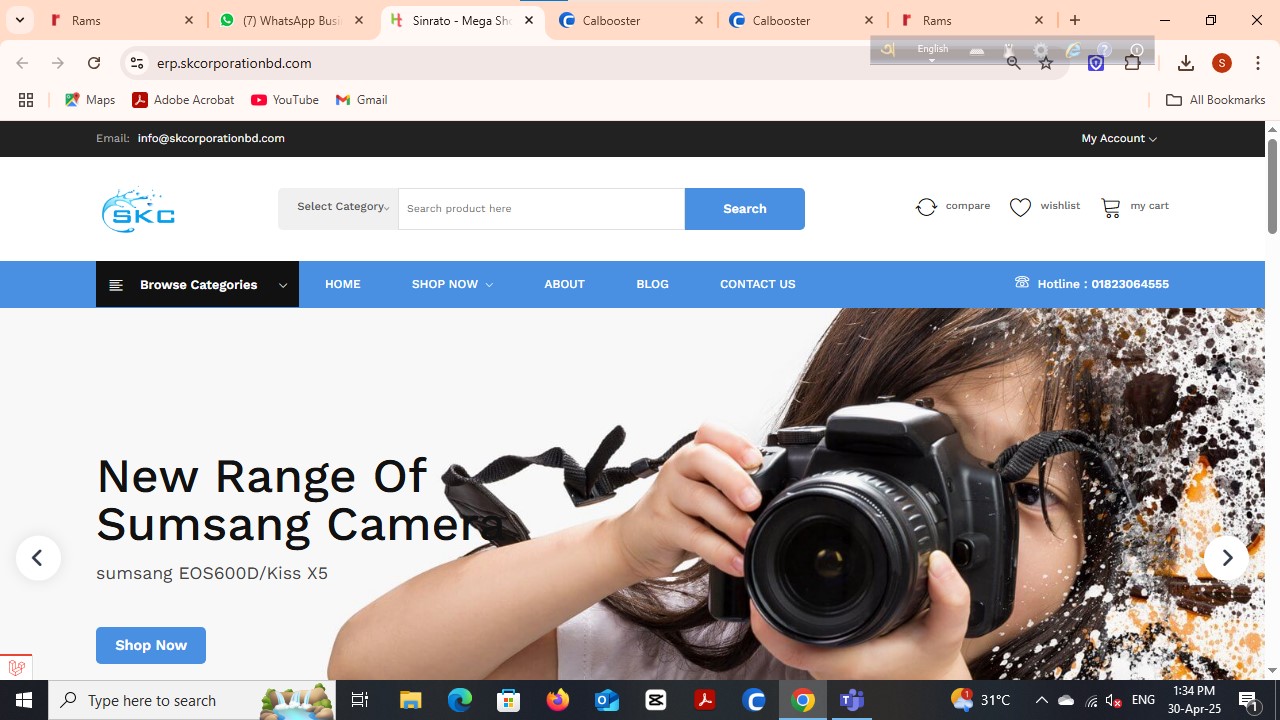 Rams
(7) WhatsApp Busi
Sinrato - Mega Sh
Calbooster
Calbooster
Rams
English
erp.skcorporationbd.com
S
Maps
Adobe Acrobat
YouTube
Gmail
All Bookmarks
Email: info@skcorporationbd.com
My Account
SKC
Select Category
Search product here
Search
compare
wishlist
my cart
Browse Categories
HOME
SHOP NOW
ABOUT
BLOG
CONTACT US
Hotline : 01823064555
New Range Of
Sumsang Camera
sumsang EOS600D/Kiss X5
Shop Now
Type here to search
1
31°C
ENG
1:34 PM
30-Apr-25
1